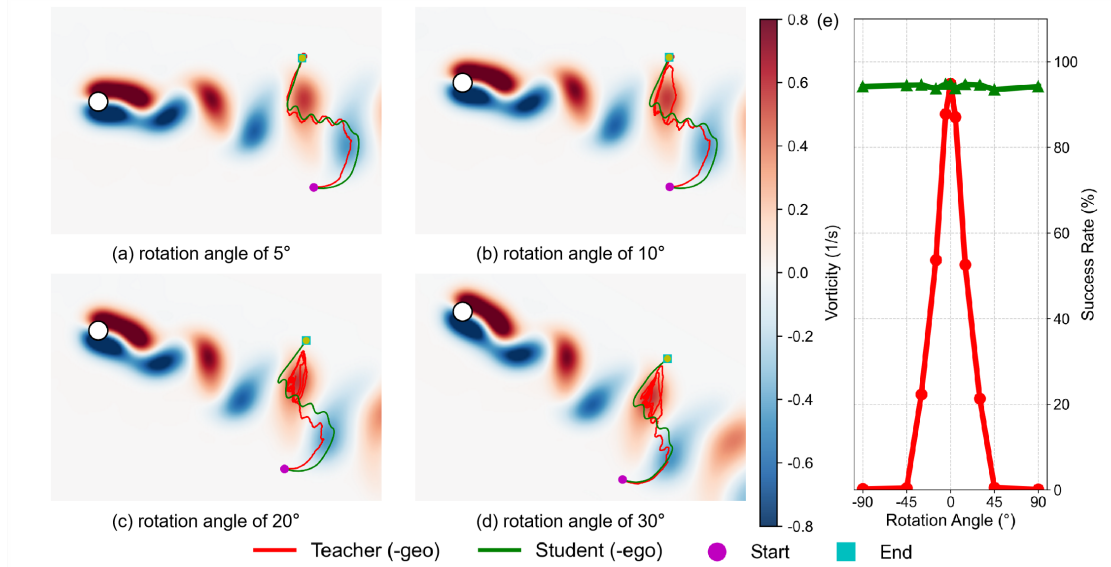 (a) rotation angle of 5°
(b) rotation angle of 10°
(c) rotation angle of 20°
(d) rotation angle of 30°
0.8
0.6
0.4
0.2
0.0
-0.2
-0.4
-0.6
-0.8
Vorticity (1/s)
(e)
100
80
60
40
20
0
Success Rate (%)
-90 -45 0 45 90
Rotation Angle (°)
Teacher (-geo) Student (-ego) Start End